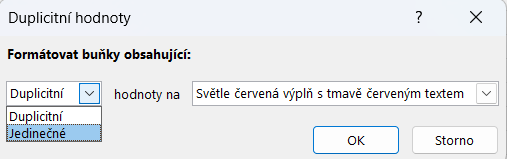 Duplicitní hodnoty
?
Formátovat buňky obsahující:
Duplicitní hodnoty na Světle červená výplň s tmavě červeným textem
Duplicitní
Jedinečné
OK Storno